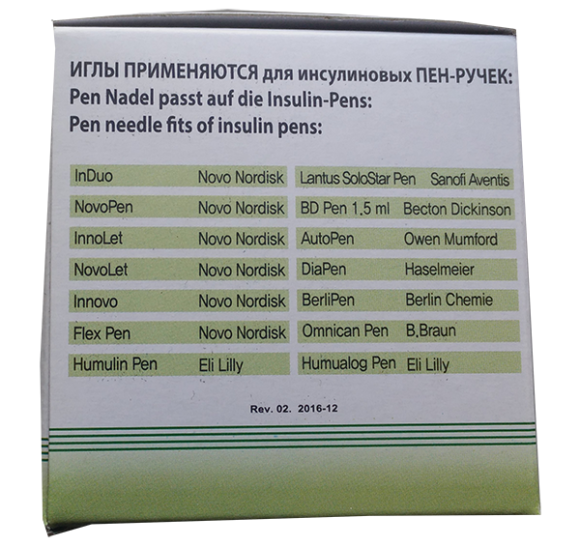 ИГЛЫ ПРИМЕНЯЮТСЯ для инсулиновых ПЕН-РУЧЕК:
Pen Nadel passt auf die Insulin-Pens:
Pen needle fits of insulin pens:
InDuo Novo Nordisk Lantus SoloStar Pen Sanofi Aventis
NovoPen Novo Nordisk BD Pen 1,5 ml Becton Dickinson
InnoLet Novo Nordisk AutoPen Owen Mumford
NovoLet Novo Nordisk DiaPen Haselmeier
Innovo Novo Nordisk BerliPen Berlin Chemie
Flex Pen Novo Nordisk Omnican Pen B.Braun
Humulin Pen Eli Lilly Humualog Pen Eli Lilly
Rev. 02. 2016-12